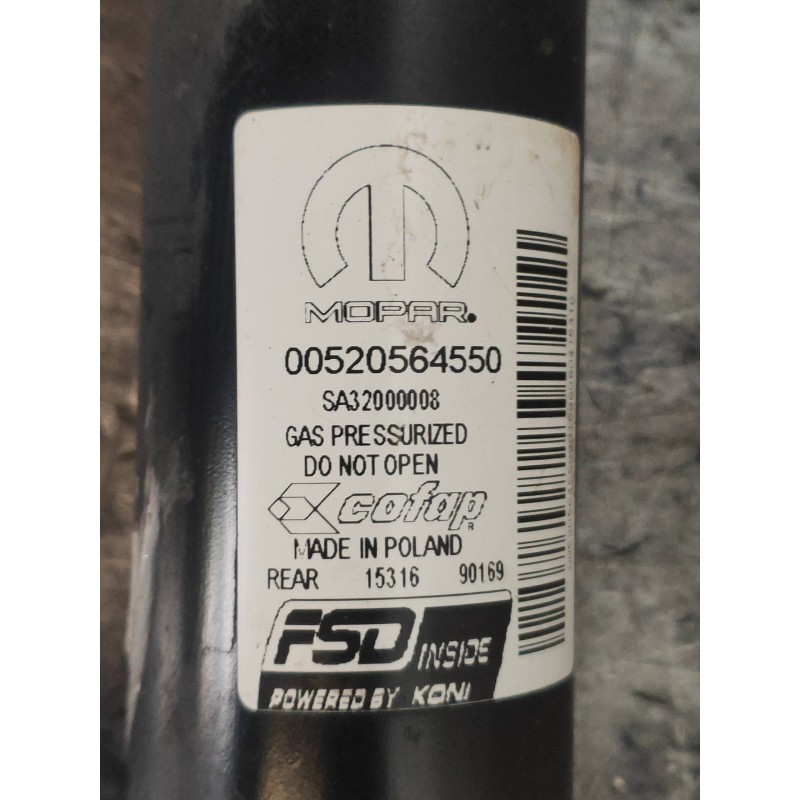 MOPAR.
00520564550
SA32000008
GAS PRESSURIZED
DO NOT OPEN
cofap R
MADE IN POLAND
REAR 15316 90169
FSD INSIDE
POWERED BY KONI